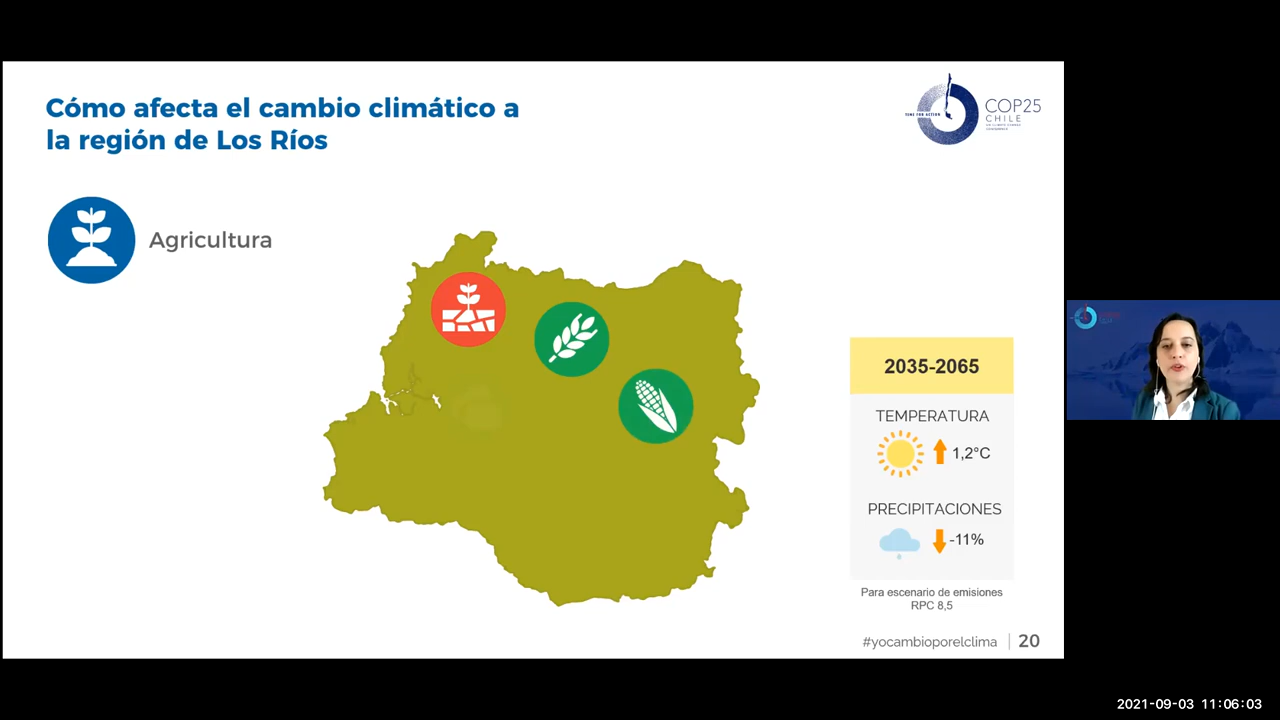 Cómo afecta el cambio climático a
la región de Los Ríos
TIME FOR ACTION
COP25
CHILE
Agricultura
2035-2065
TEMPERATURA
1,2°C
PRECIPITACIONES
-11%
Para escenario de emisiones
RPC 8,5
#yocambioporelclima | 20
2021-09-03 11:06:03